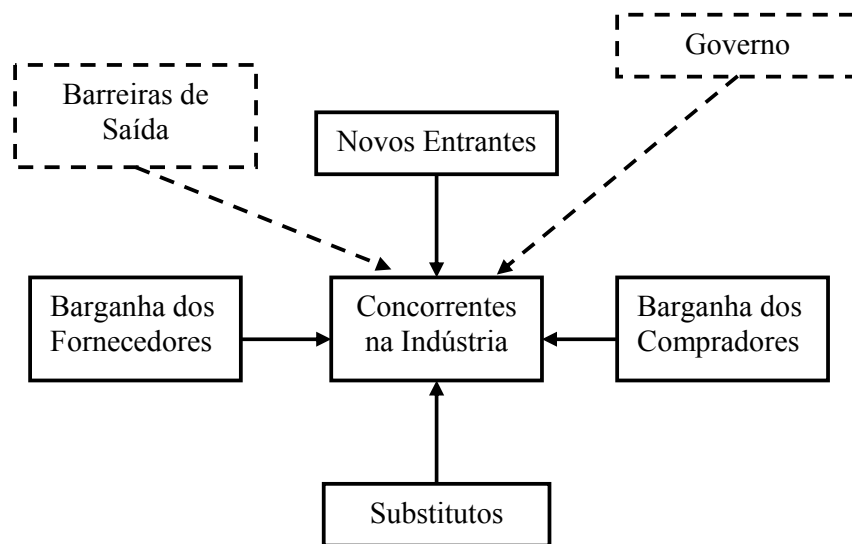 Governo
Barreiras de
Saída
Novos Entrantes
Barganha dos
Fornecedores
Concorrentes
na Indústria
Barganha dos
Compradores
Substitutos